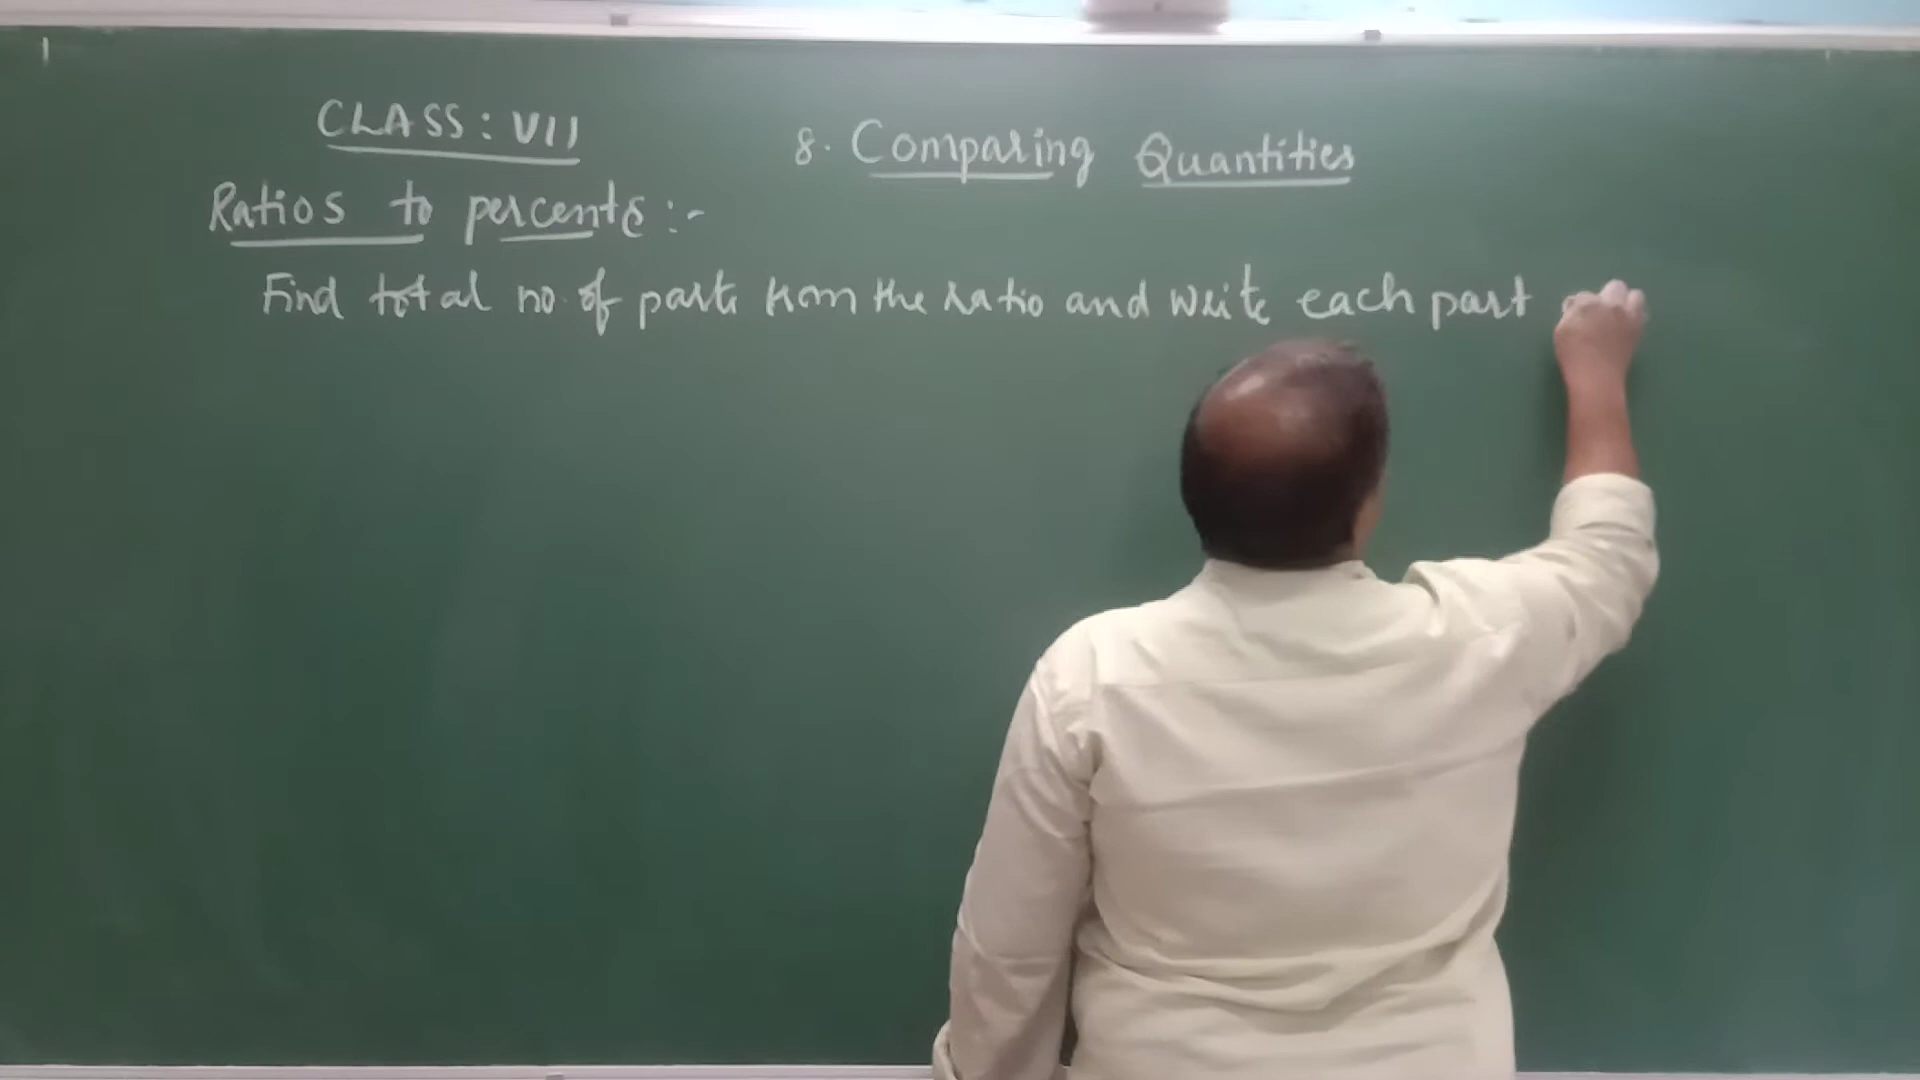 CLASS: VII
8. Comparing Quantities
Ratios to percents :-
Find total no. of parts from the ratio and write each part